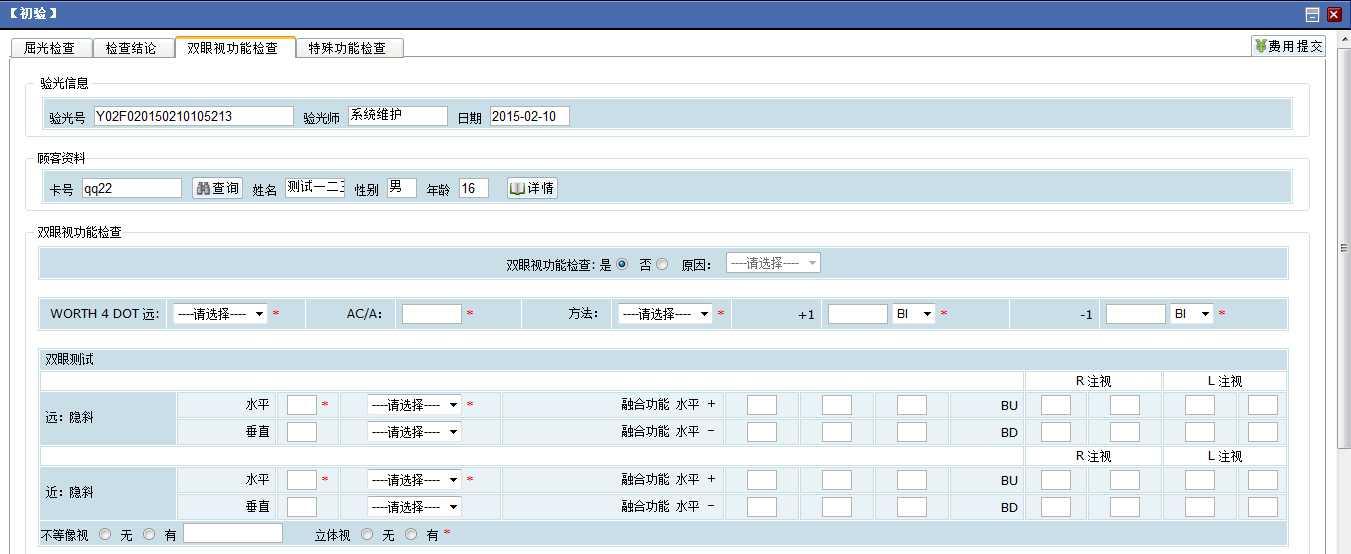 【初验】
屈光检查 检查结论 双眼视功能检查 特殊功能检查 费用提交
验光信息
验光号 Y02F020150210105213 验光师 系统维护 日期 2015-02-10
顾客资料
卡号 qq22 查询 姓名 测试一二 性别 男 年龄 16 详情
双眼视功能检查
双眼视功能检查: 是 否 原因: ----请选择----
WORTH 4 DOT 远: ----请选择---- * AC/A: * 方法: ----请选择---- * +1 BI * -1 BI *
双眼测试
R 注视 L 注视
远: 隐斜 水平 * ----请选择---- * 融合功能 水平 + BU
垂直 ----请选择---- 融合功能 水平 - BD
R 注视 L 注视
近: 隐斜 水平 * ----请选择---- * 融合功能 水平 + BU
垂直 ----请选择---- 融合功能 水平 - BD
不等像视 无 有 立体视 无 有 *